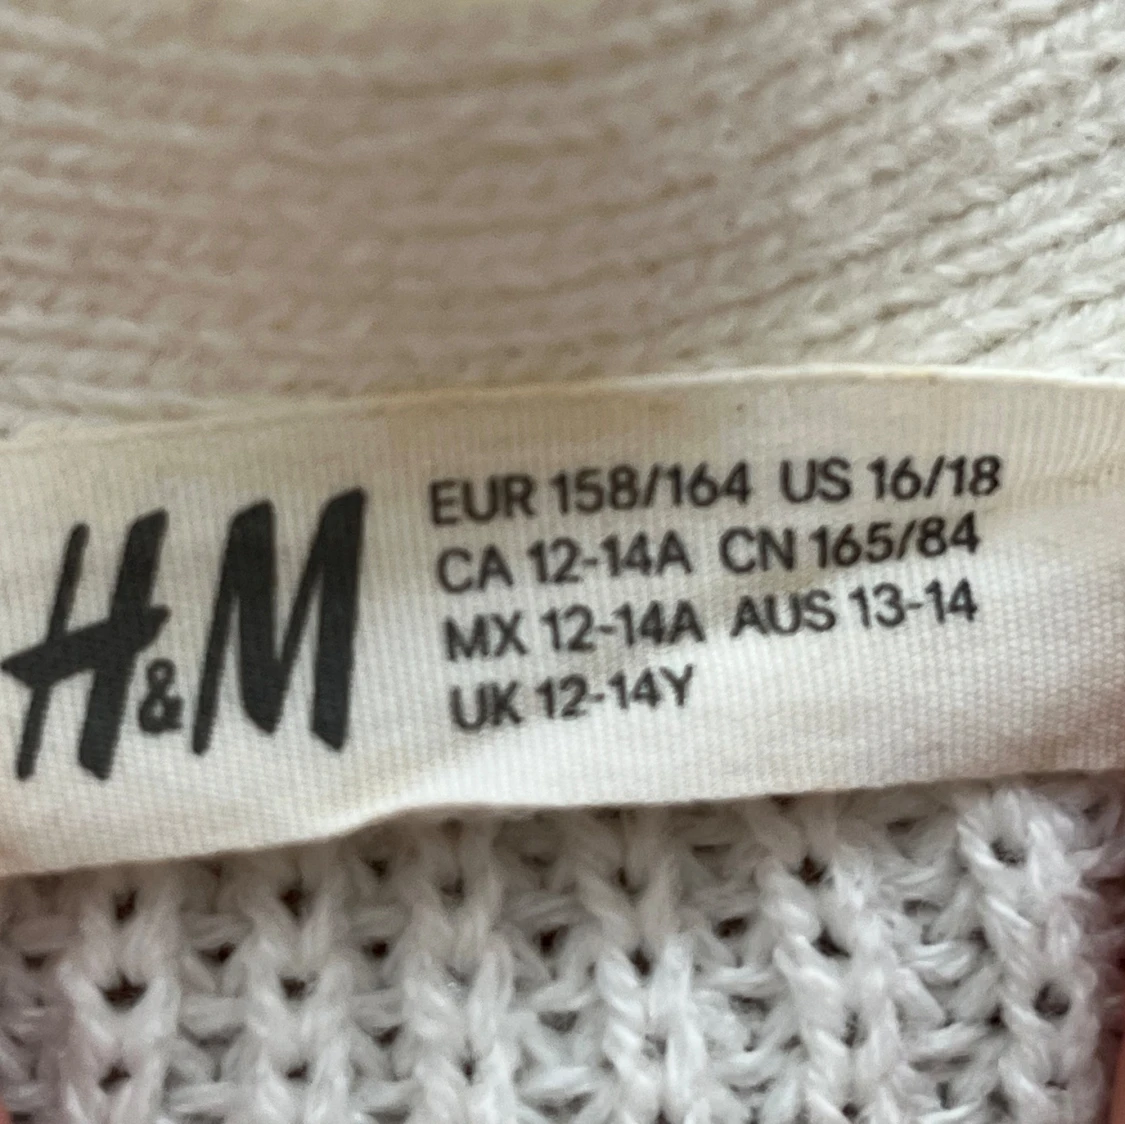 H&M
EUR 158/164 US 16/18
CA 12-14A CN 165/84
MX 12-14A AUS 13-14
UK 12-14Y